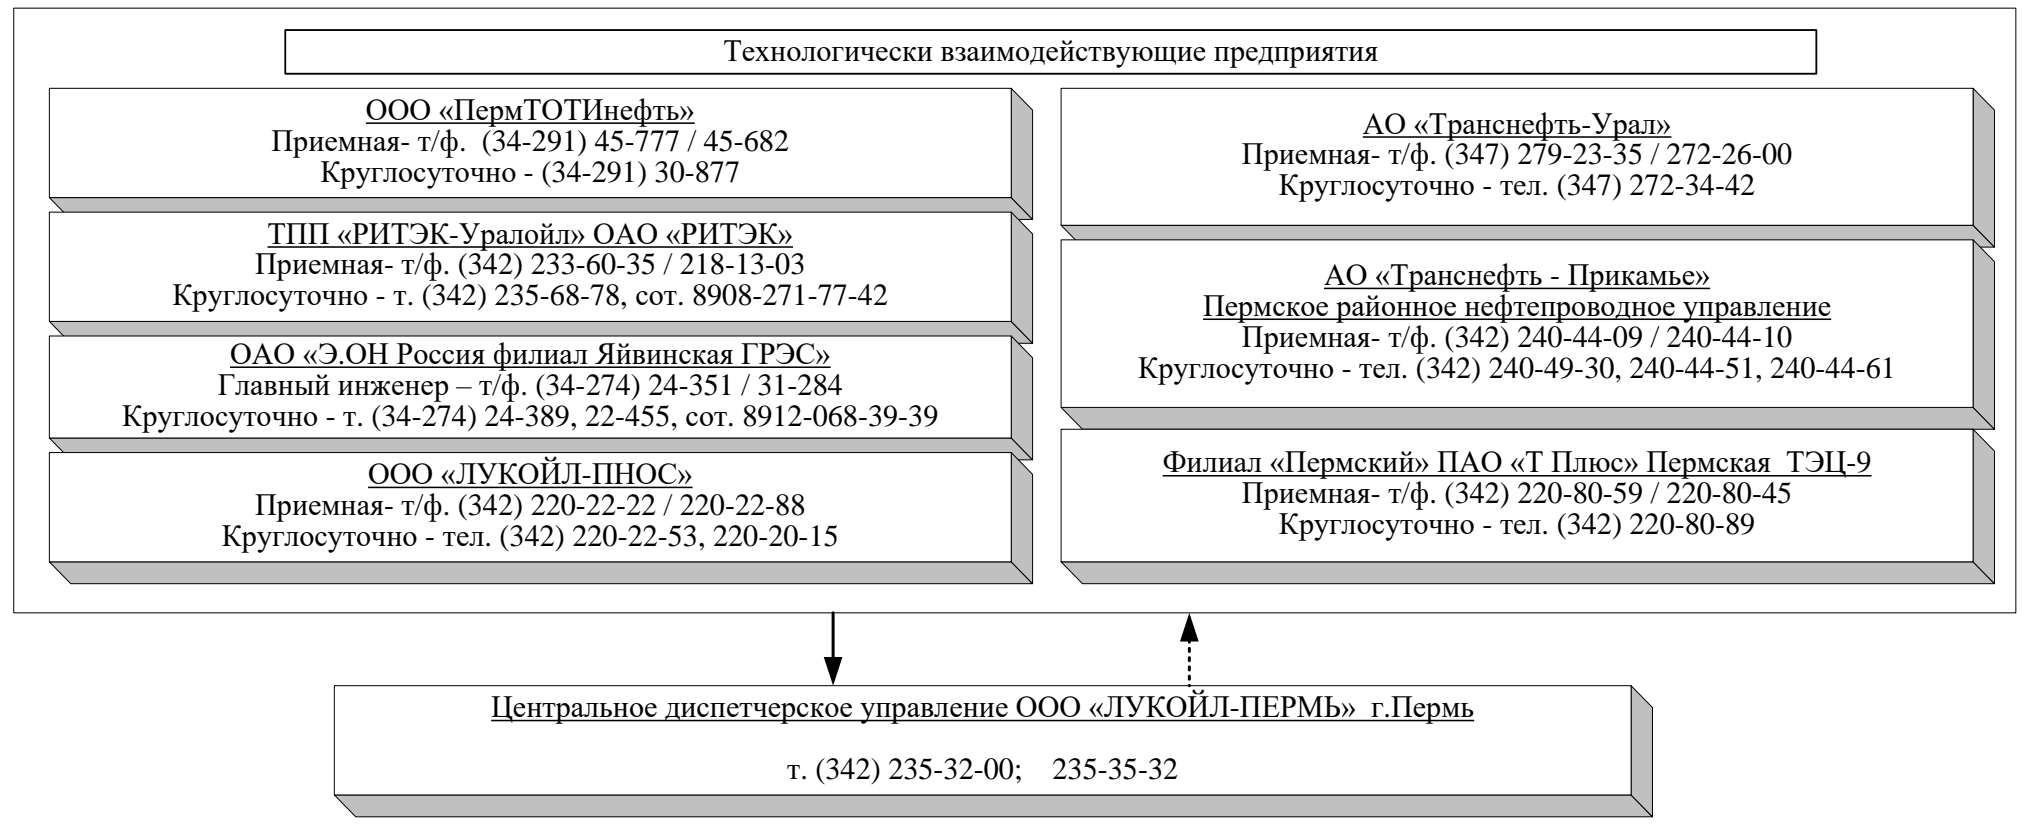 Технологически взаимодействующие предприятия
ООО «ПермТОТИнефть»
Приемная- т/ф. (34-291) 45-777 / 45-682
Круглосуточно - (34-291) 30-877
ТПП «РИТЭК-Уралойл» ОАО «РИТЭК»
Приемная- т/ф. (342) 233-60-35 / 218-13-03
Круглосуточно - т. (342) 235-68-78, сот. 8908-271-77-42
ОАО «Э.ОН Россия филиал Яйвинская ГРЭС»
Главный инженер – т/ф. (34-274) 24-351 / 31-284
Круглосуточно - т. (34-274) 24-389, 22-455, сот. 8912-068-39-39
ООО «ЛУКОЙЛ-ПНОС»
Приемная- т/ф. (342) 220-22-22 / 220-22-88
Круглосуточно - тел. (342) 220-22-53, 220-20-15
АО «Транснефть-Урал»
Приемная- т/ф. (347) 279-23-35 / 272-26-00
Круглосуточно - тел. (347) 272-34-42
АО «Транснефть - Прикамье»
Пермское районное нефтепроводное управление
Приемная- т/ф. (342) 240-44-09 / 240-44-10
Круглосуточно - тел. (342) 240-49-30, 240-44-51, 240-44-61
Филиал «Пермский» ПАО «Т Плюс» Пермская ТЭЦ-9
Приемная- т/ф. (342) 220-80-59 / 220-80-45
Круглосуточно - тел. (342) 220-80-89
Центральное диспетчерское управление ООО «ЛУКОЙЛ-ПЕРМЬ» г.Пермь
т. (342) 235-32-00; 235-35-32